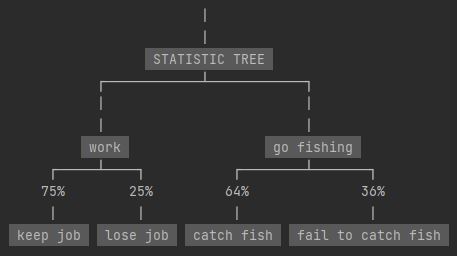 STATISTIC TREE
work go fishing
75% 25% 64% 36%
keep job lose job catch fish fail to catch fish